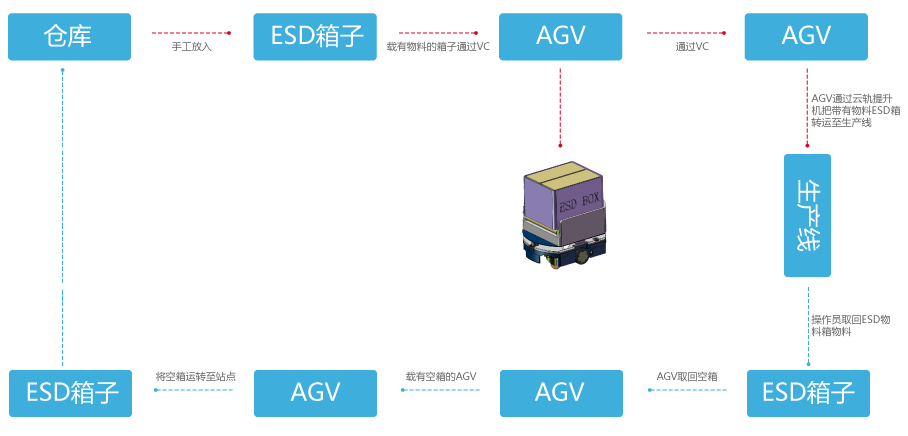 仓库
手工放入
ESD箱子
载有物料的箱子通过VC
AGV
通过VC
AGV
AGV通过云轨提升
机把带有物料ESD箱
转运至生产线
ESD BOX
生产线
操作员取回ESD物
料箱物料
ESD箱子
将空箱运转至站点
AGV
载有空箱的AGV
AGV
AGV取回空箱
ESD箱子